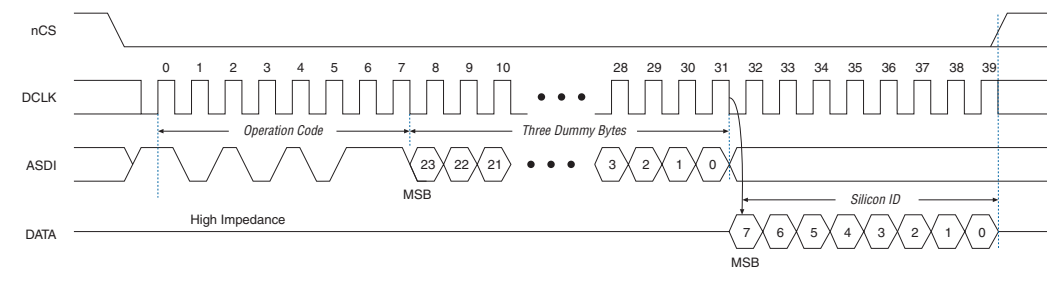 nCS
0 1 2 3 4 5 6 7 8 9 10 28 29 30 31 32 33 34 35 36 37 38 39
DCLK
Operation Code Three Dummy Bytes
ASDI 23 22 21 3 2 1 0
MSB
Silicon ID
High Impedance
DATA 7 6 5 4 3 2 1 0
MSB